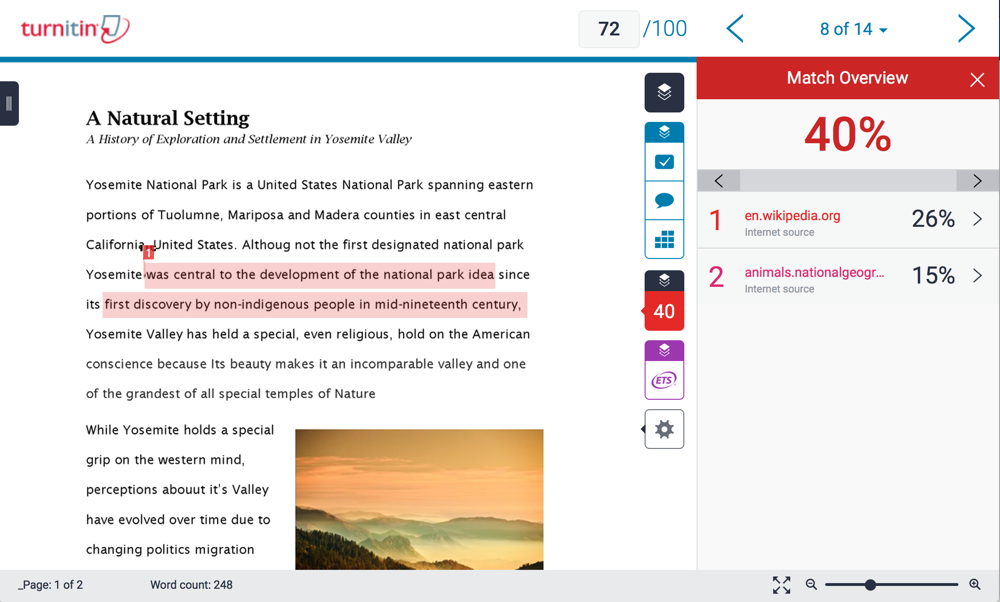 turnitin
72 /100
8 of 14
A Natural Setting
A History of Exploration and Settlement in Yosemite Valley
Yosemite National Park is a United States National Park spanning eastern
portions of Tuolumne, Mariposa and Madera counties in east central
California, United States. Althoug not the first designated national park
1
Yosemite was central to the development of the national park idea since
its first discovery by non-indigenous people in mid-nineteenth century,
Yosemite Valley has held a special, even religious, hold on the American
conscience because Its beauty makes it an incomparable valley and one
of the grandest of all special temples of Nature
While Yosemite holds a special
grip on the western mind,
perceptions abouut it's Valley
have evolved over time due to
changing politics migration
40
ETS
Match Overview
40%
1 en.wikipedia.org 26%
Internet source
2 animals.nationalgeogr... 15%
Internet source
_Page: 1 of 2 Word count: 248